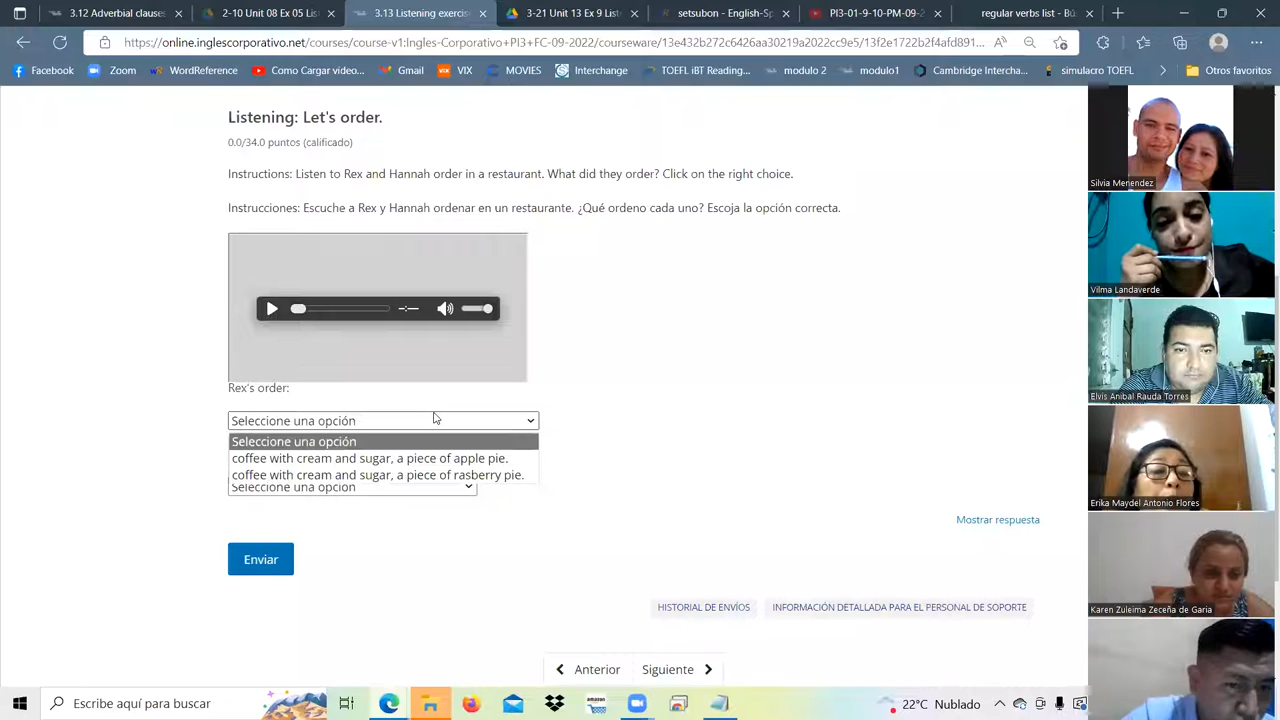 3.12 Adverbial clauses
2-10 Unit 08 Ex 05 List
3.13 Listening exercise
3-21 Unit 13 Ex 9 Liste
setsubon - English-Sp
PI3-01-9-10-PM-09-2
regular verbs list - Bú
https://online.inglescorporativo.net/courses/course-v1:Ingles-Corporativo+PI3+FC-09-2022/courseware/13e432b272c6426aa30219a2022cc9e5/13f2e1722b2f4afd891...
Facebook
Zoom
WordReference
Como Cargar vídeo...
Gmail
VIX
MOVIES
Interchange
TOEFL iBT Reading...
modulo 2
modulo1
Cambridge Intercha...
simulacro TOEFL
Otros favoritos
Listening: Let's order.
0.0/34.0 puntos (calificado)
Instructions: Listen to Rex and Hannah order in a restaurant. What did they order? Click on the right choice.
Instrucciones: Escuche a Rex y Hannah ordenar en un restaurante. ¿Qué ordeno cada uno? Escoja la opción correcta.
Rex's order:
Seleccione una opción
Seleccione una opción
coffee with cream and sugar, a piece of apple pie.
coffee with cream and sugar, a piece of rasberry pie.
Seleccione una opción
Mostrar respuesta
Enviar
HISTORIAL DE ENVÍOS
INFORMACIÓN DETALLADA PARA EL PERSONAL DE SOPORTE
Anterior
Siguiente
Silvia Menendez
Vilma Landaverde
Elvis Anibal Rauda Torres
Erika Maydel Antonio Flores
Karen Zuleima Zeceña de Garia
Escribe aquí para buscar
amazon
22°C Nublado